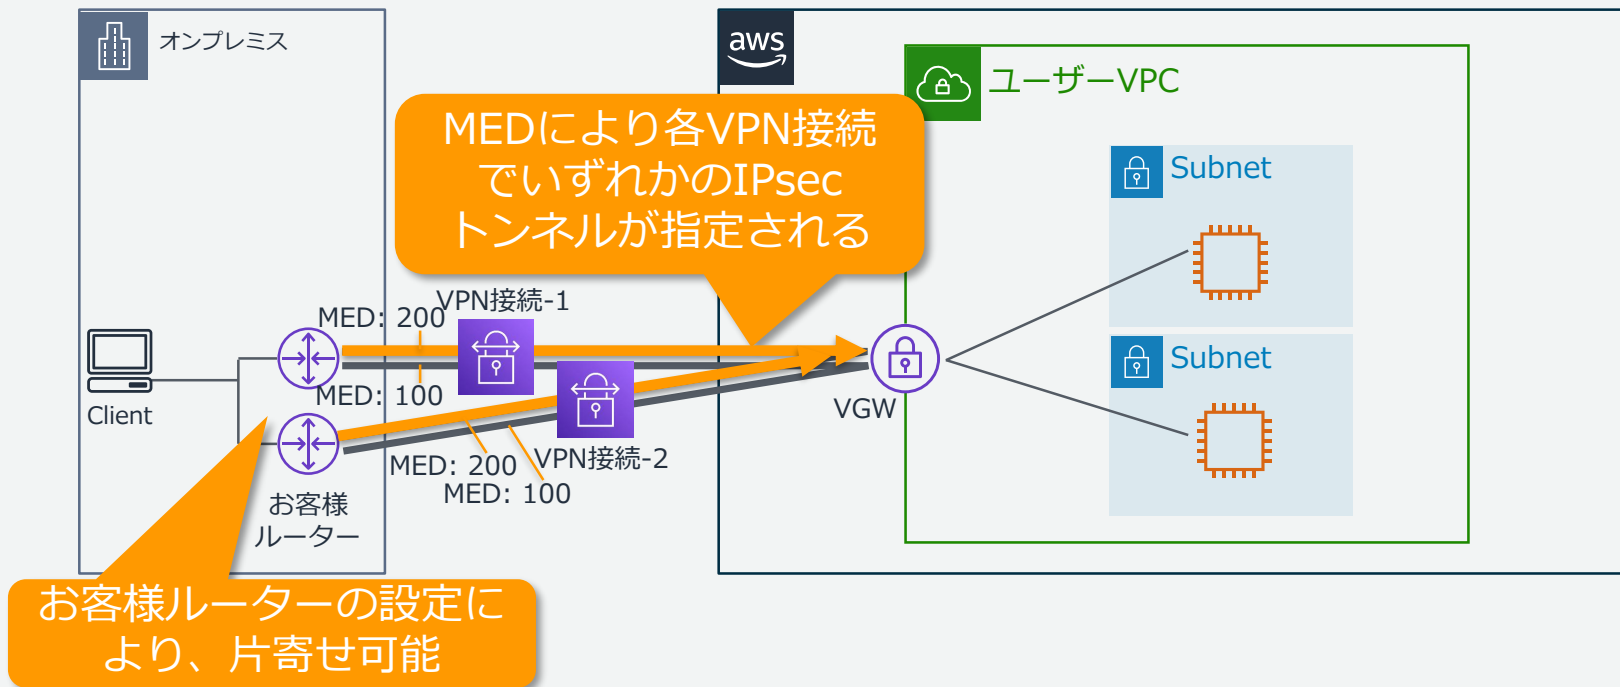 オンプレミス
aws
ユーザーVPC
MEDにより各VPN接続
でいずれかのIPsec
トンネルが指定される
Subnet
VPN接続-1
MED: 200
Subnet
MED: 100
Client
VGW
MED: 200
VPN接続-2
MED: 100
お客様
ルーター
お客様ルーターの設定に
より、片寄せ可能